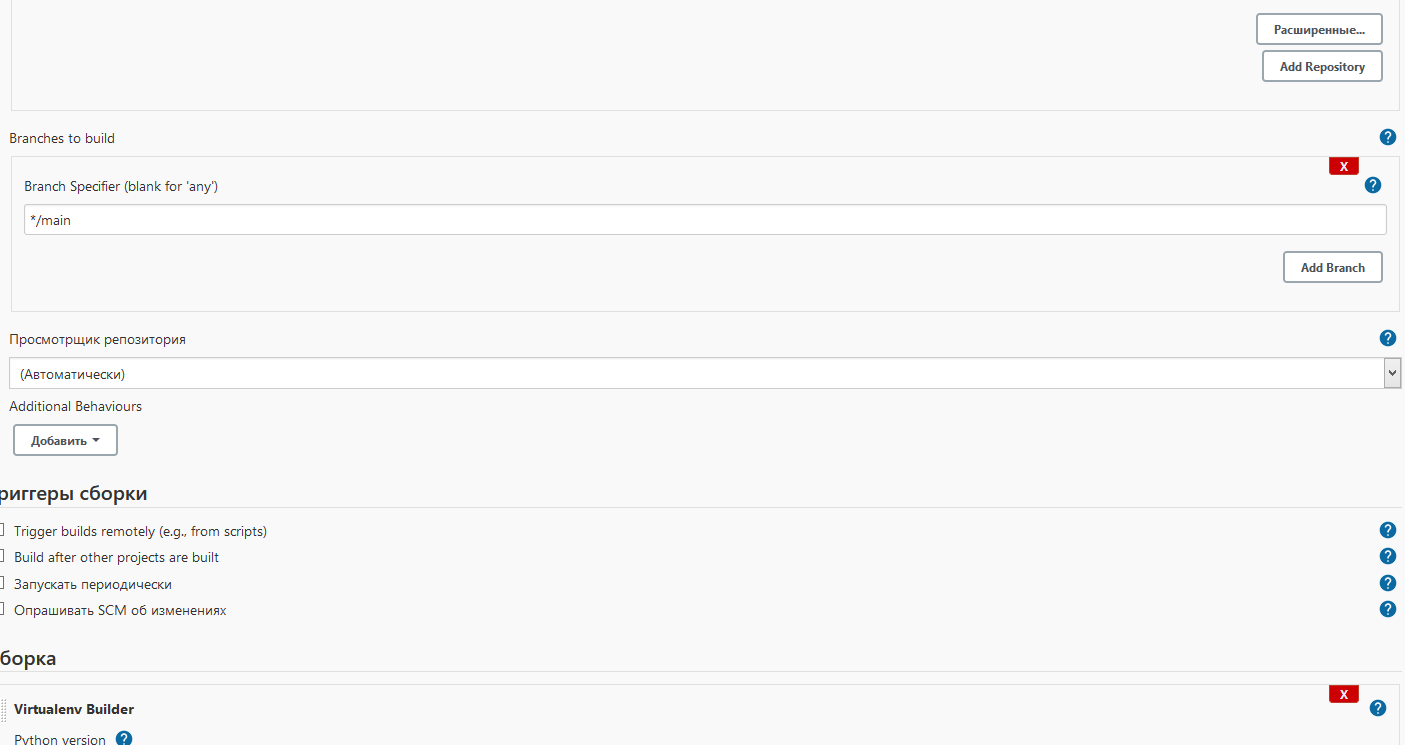 Расширенные...
Add Repository
Branches to build
X
Branch Specifier (blank for 'any')
*/main
Add Branch
Просмотрщик репозитория
(Автоматически)
Additional Behaviours
Добавить
риггеры сборки
Trigger builds remotely (e.g., from scripts)
Build after other projects are built
Запускать периодически
Опрашивать SCM об изменениях
борка
X
Virtualenv Builder
Python version